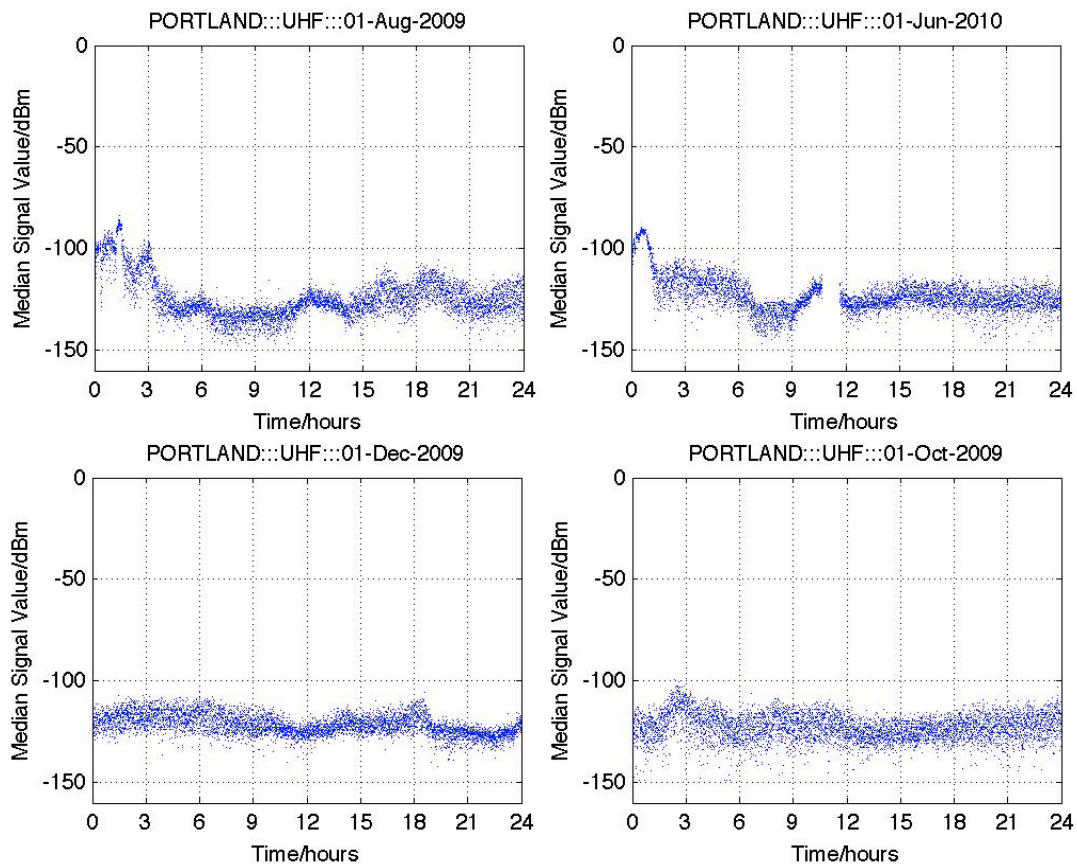 PORTLAND:::UHF:::01-Aug-2009
0
-50
-100
-150
Median Signal Value/dBm
0 3 6 9 12 15 18 21 24
Time/hours
PORTLAND:::UHF:::01-Jun-2010
0
-50
-100
-150
Median Signal Value/dBm
0 3 6 9 12 15 18 21 24
Time/hours
PORTLAND:::UHF:::01-Dec-2009
0
-50
-100
-150
Median Signal Value/dBm
0 3 6 9 12 15 18 21 24
Time/hours
PORTLAND:::UHF:::01-Oct-2009
0
-50
-100
-150
Median Signal Value/dBm
0 3 6 9 12 15 18 21 24
Time/hours